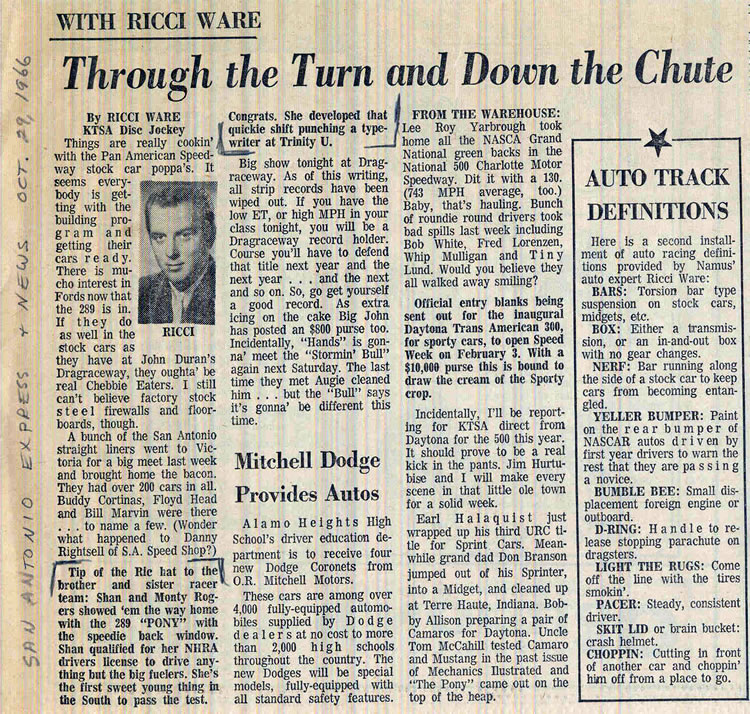 WITH RICCI WARE
Through the Turn and Down the Chute
SAN ANTONIO EXPRESS + NEWS OCT. 29, 1966
By RICCI WARE
KTSA Disc Jockey
Things are really cookin'
with the Pan American Speed-
way stock car poppa's. It
seems every-
body is get-
ting with the
building pro-
gram and
getting their
cars ready.
There is mu-
cho interest in
Fords now that
the 289 is in.
If they do
as well in the
stock cars as
RICCI
they have at John Duran's
Dragraceway, they oughta' be
real Chebbie Eaters. I still
can't believe factory stock
steel firewalls and floor-
boards, though.
A bunch of the San Antonio
straight liners went to Vic-
toria for a big meet last week
and brought home the bacon.
They had over 200 cars in all.
Buddy Cortinas, Floyd Head
and Bill Marvin were there
. . . to name a few. (Wonder
what happened to Danny
Rightsell of S.A. Speed Shop?)
Tip of the Ric hat to the
brother and sister racer
team: Shan and Monty Rog-
ers showed 'em the way home
with the 289 "PONY" with
the speedie back window.
Shan qualified for her NHRA
drivers license to drive any-
thing but the big fuelers. She's
the first sweet young thing in
the South to pass the test.
Congrats. She developed that
quickie shift punching a type-
writer at Trinity U.
Big show tonight at Drag-
raceway. As of this writing,
all strip records have been
wiped out. If you have the
low ET, or high MPH in your
class tonight, you will be a
Dragraceway record holder.
Course you'll have to defend
that title next year and the
next year . . . and the next
and so on. So, go get yourself
a good record. As extra
icing on the cake Big John
has posted an $800 purse too.
Incidentally, "Hands" is gon-
na' meet the "Stormin' Bull"
again next Saturday. The last
time they met Augie cleaned
him . . . but the "Bull" says
it's gonna' be different this
time.
Mitchell Dodge
Provides Autos
Alamo Heights High
School's driver education de-
partment is to receive four
new Dodge Coronets from
O.R. Mitchell Motors.
These cars are among over
4,000 fully-equipped automo-
biles supplied by Dodge
dealers at no cost to more
than 2,000 high schools
throughout the country. The
new Dodges will be special
models, fully-equipped with
all standard safety features.
FROM THE WAREHOUSE:
Lee Roy Yarbrough took
home all the NASCA Grand
National green backs in the
National 500 Charlotte Motor
Speedway. Dit it with a 130.
(743 MPH average, too.)
Baby, that's hauling. Bunch
of roundie round drivers took
bad spills last week including
Bob White, Fred Lorenzen,
Whip Mulligan and Tiny
Lund. Would you believe they
all walked away smiling?
Official entry blanks being
sent out for the inaugural
Daytona Trans American 300,
for sporty cars, to open Speed
Week on February 3. With a
$10,000 purse this is bound to
draw the cream of the Sporty
crop.
Incidentally, I'll be report-
ing for KTSA direct from
Daytona for the 500 this year.
It should prove to be a real
kick in the pants. Jim Hurtu-
bise and I will make every
scene in that little ole town
for a solid week.
Earl Halaquist just
wrapped up his third URC ti-
tle for Sprint Cars. Mean-
while grand dad Don Branson
jumped out of his Sprinter,
into a Midget, and cleaned up
at Terre Haute, Indiana. Bob-
by Allison preparing a pair of
Camaros for Daytona. Uncle
Tom McCahill tested Camaro
and Mustang in the past issue
of Mechanics Ilustrated and
"The Pony" came out on the
top of the heap.
AUTO TRACK
DEFINITIONS
Here is a second install-
ment of auto racing defini-
tions provided by Namus'
auto expert Ricci Ware:
BARS: Torsion bar type
suspension on stock cars,
midgets, etc.
BOX: Either a transmis-
sion, or an in-and-out box
with no gear changes.
NERF: Bar running along
the side of a stock car to keep
cars from becoming entan-
gled.
YELLER BUMPER: Paint
on the rear bumper of
NASCAR autos driven by
first year drivers to warn the
rest that they are passing
a novice.
BUMBLE BEE: Small dis-
placement foreign engine or
outboard.
D-RING: Handle to re-
lease stopping parachute on
dragsters.
LIGHT THE RUGS: Come
off the line with the tires
smokin'.
PACER: Steady, consistent
driver.
SKIT LID or brain bucket:
crash helmet.
CHOPPIN: Cutting in front
of another car and choppin'
him off from a place to go.